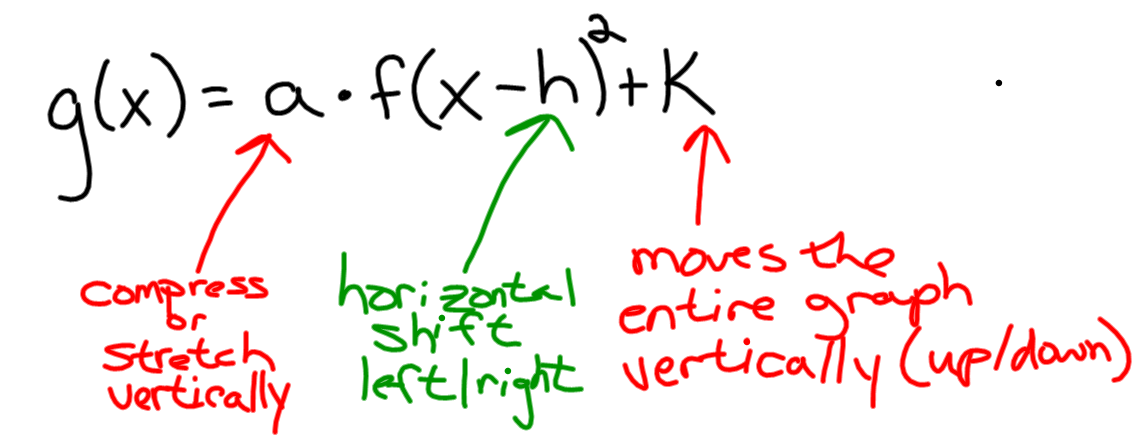 g(x) = a · f(x - h)² + K
compress
or
stretch
vertically
horizontal
shift
left/right
moves the
entire graph
vertically (up/down)